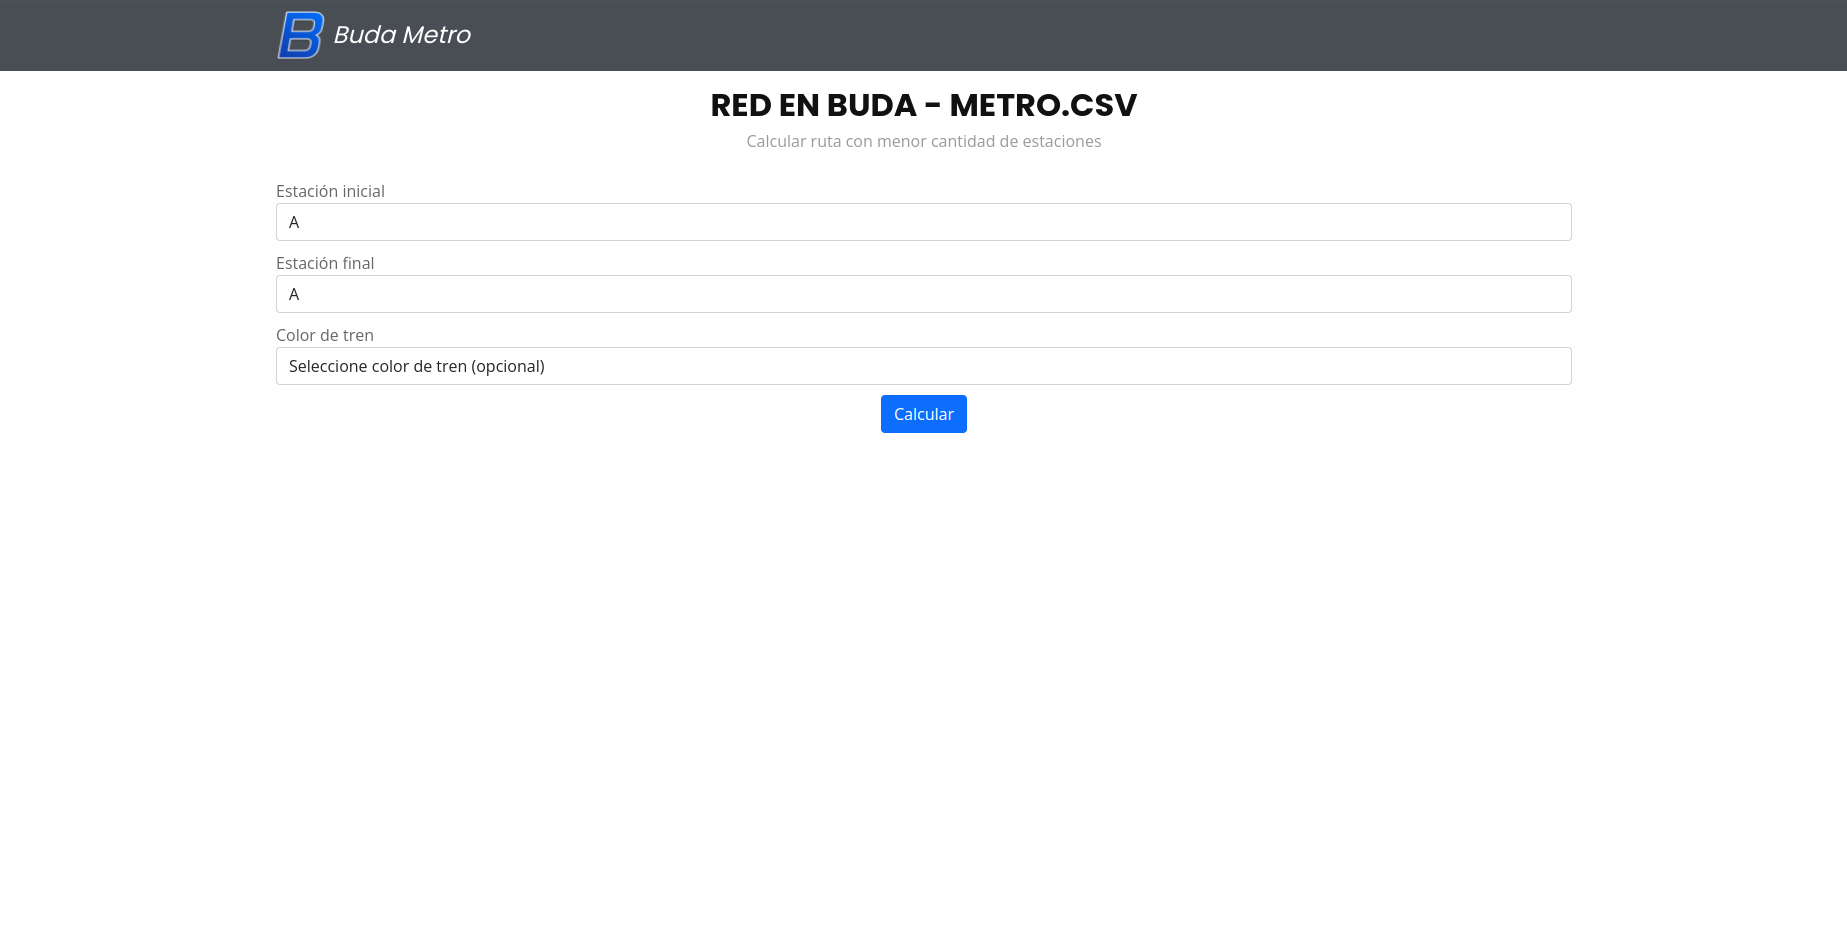 B Buda Metro
RED EN BUDA - METRO.CSV
Calcular ruta con menor cantidad de estaciones
Estación inicial
A
Estación final
A
Color de tren
Seleccione color de tren (opcional)
Calcular